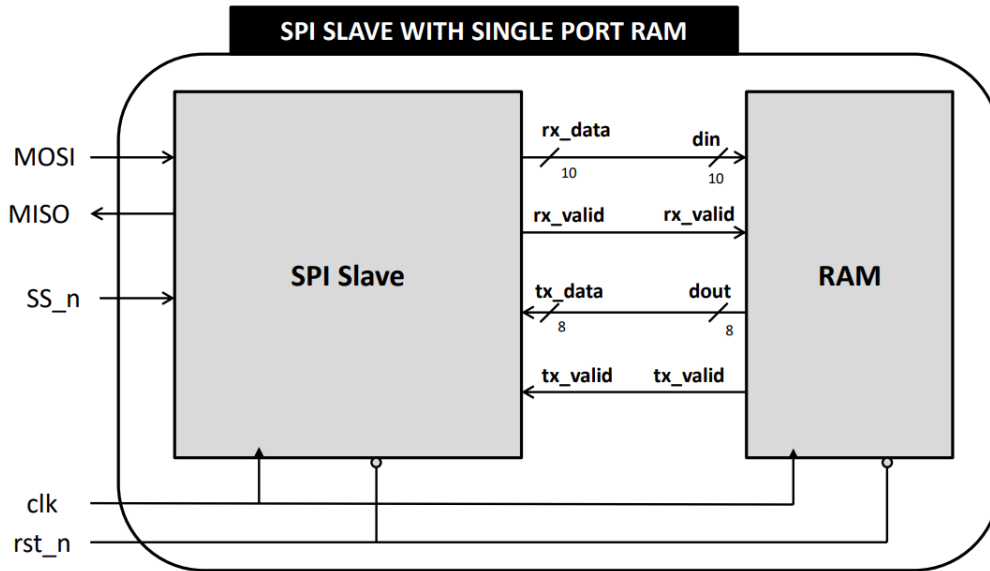 SPI SLAVE WITH SINGLE PORT RAM
MOSI
MISO
SS_n
clk
rst_n
SPI Slave
rx_data
10
din
10
rx_valid
rx_valid
tx_data
8
dout
8
tx_valid
tx_valid
RAM